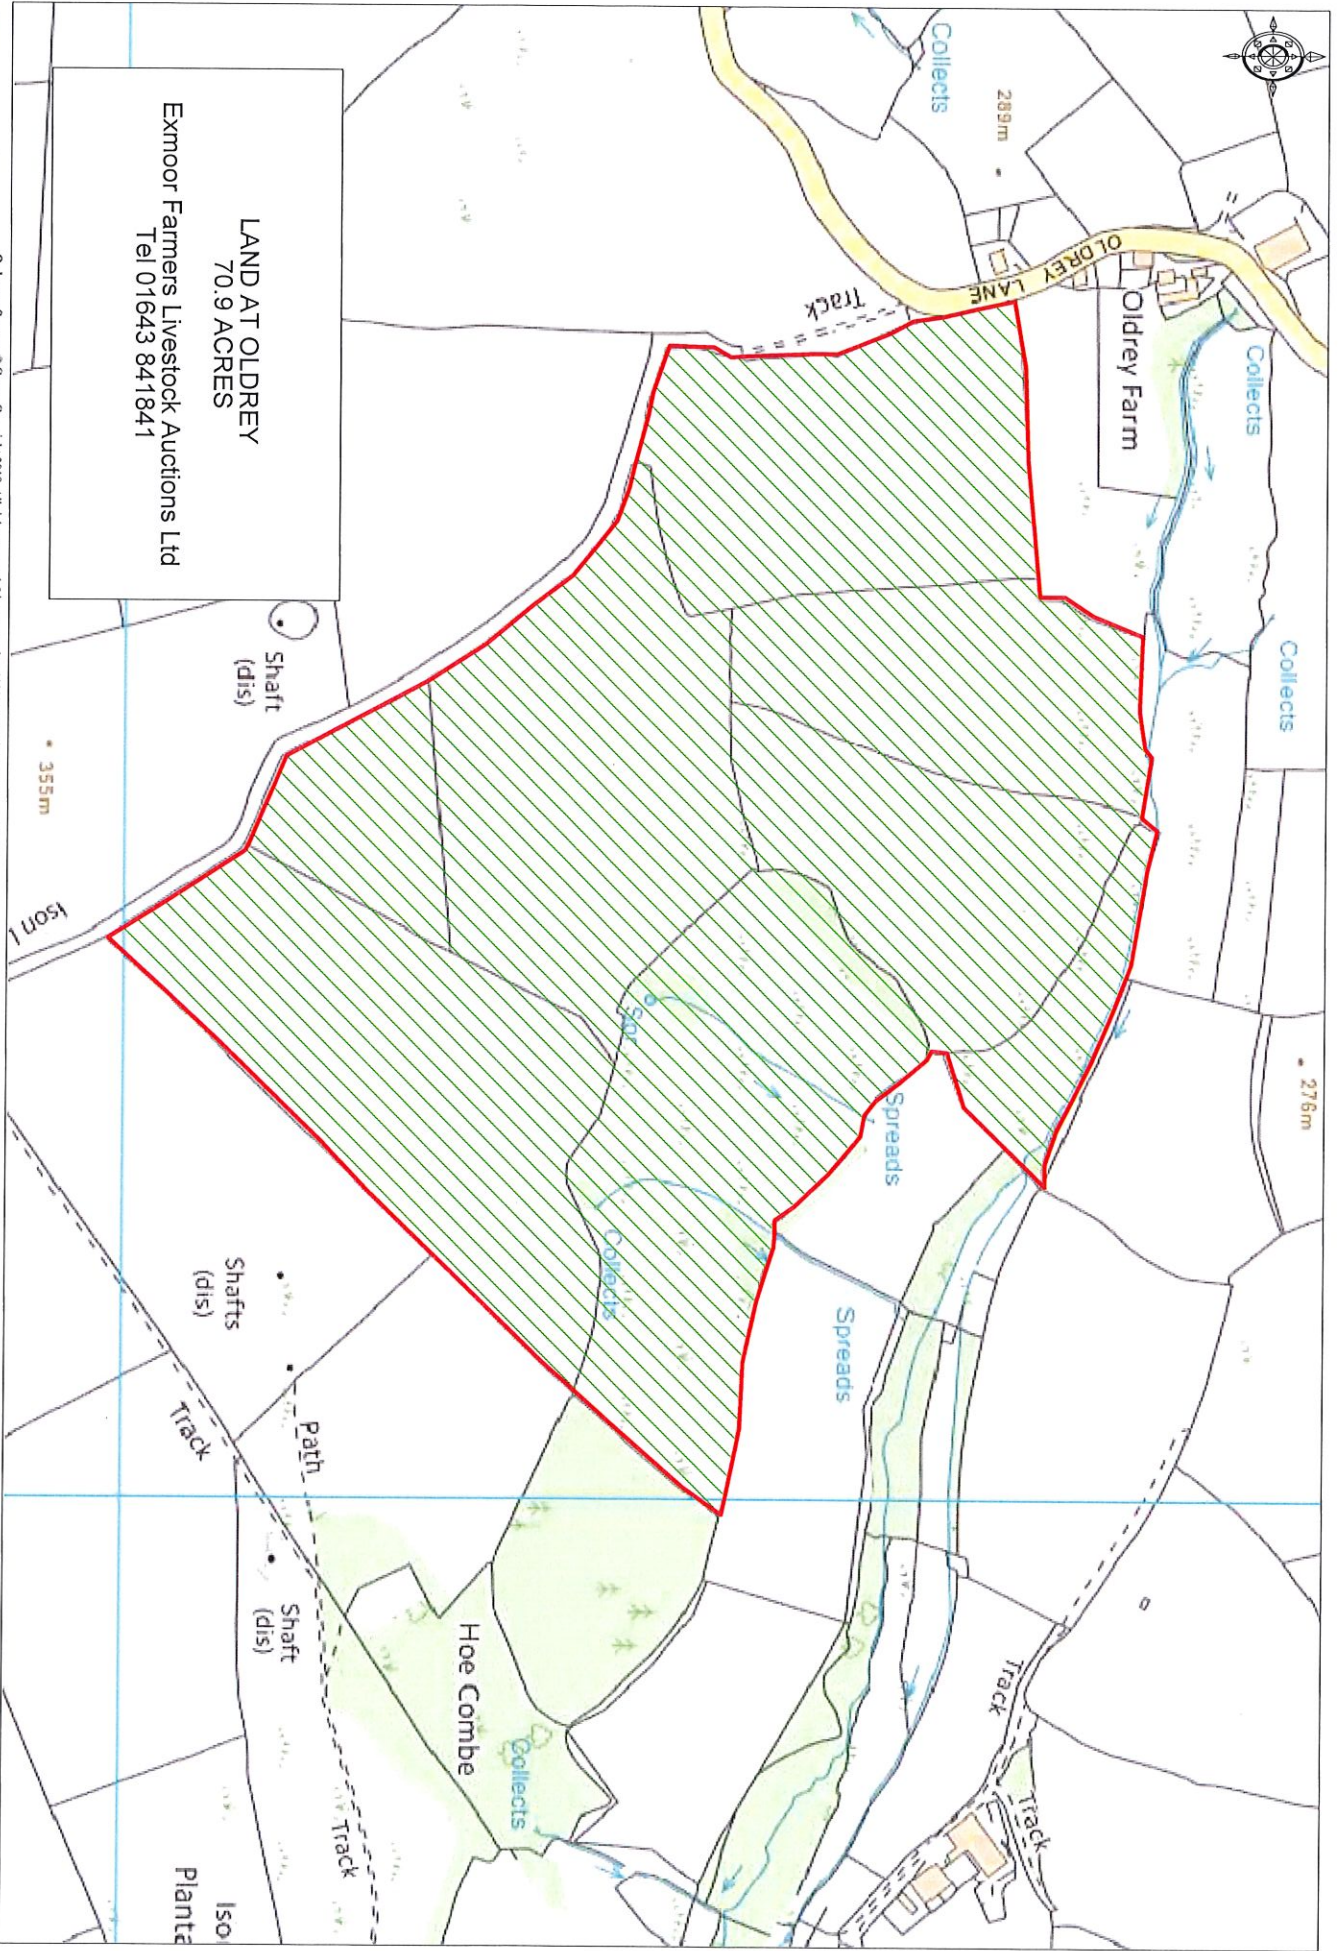 Collects
289m
OLDREY LANE
Oldrey Farm
Collects
Collects
276m
Track
LAND AT OLDREY
70.9 ACRES
Exmoor Farmers Livestock Auctions Ltd
Tel 01643 841841
Shaft
(dis)
355m
Ison
Spr
Spreads
Collects
Spreads
Shafts
(dis)
Track
Path
Shaft
(dis)
Hoe Combe
Collects
Track
Track
Track
Iso
Planta